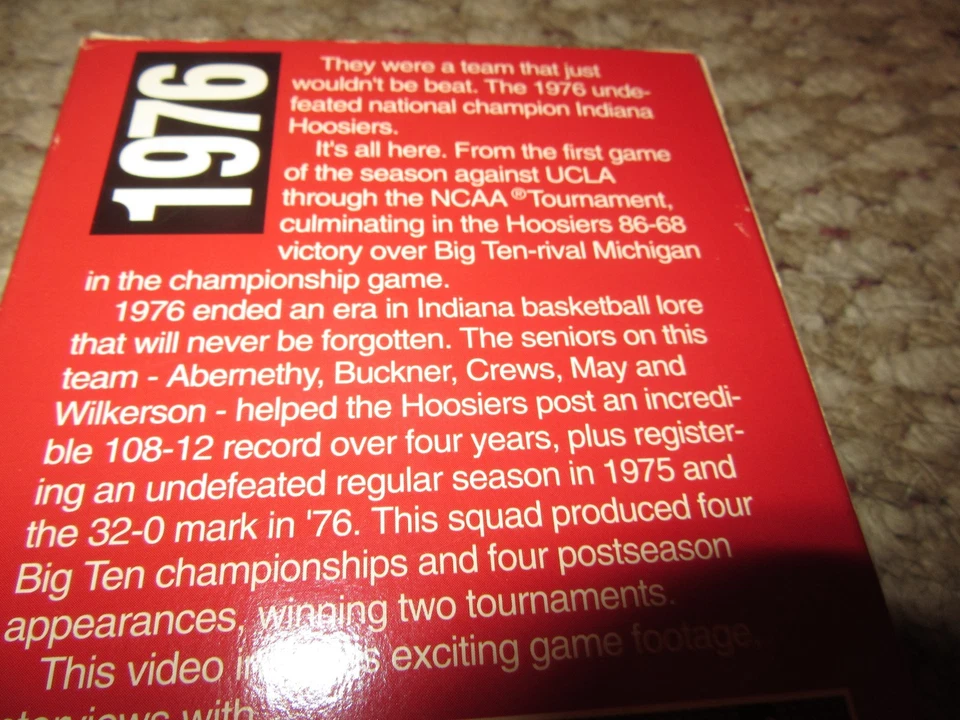 1976
They were a team that just
wouldn't be beat. The 1976 unde-
feated national champion Indiana
Hoosiers.
It's all here. From the first game
of the season against UCLA
through the NCAA® Tournament,
culminating in the Hoosiers 86-68
victory over Big Ten-rival Michigan
in the championship game.
1976 ended an era in Indiana basketball lore
that will never be forgotten. The seniors on this
team - Abernethy, Buckner, Crews, May and
Wilkerson - helped the Hoosiers post an incredi-
ble 108-12 record over four years, plus register-
ing an undefeated regular season in 1975 and
the 32-0 mark in '76. This squad produced four
Big Ten championships and four postseason
appearances, winning two tournaments.
This video exciting game footage,
with